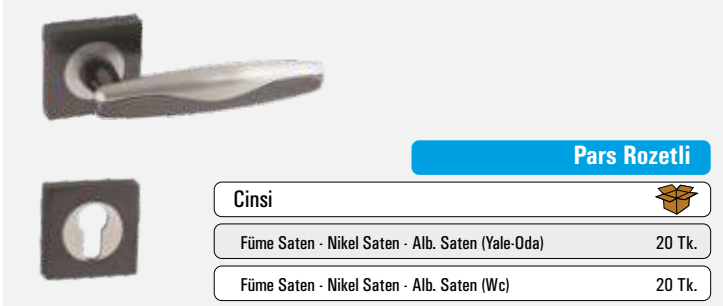 Pars Rozetli
Cinsi
Füme Saten - Nikel Saten - Alb. Saten (Yale-Oda) 20 Tk.
Füme Saten - Nikel Saten - Alb. Saten (Wc) 20 Tk.